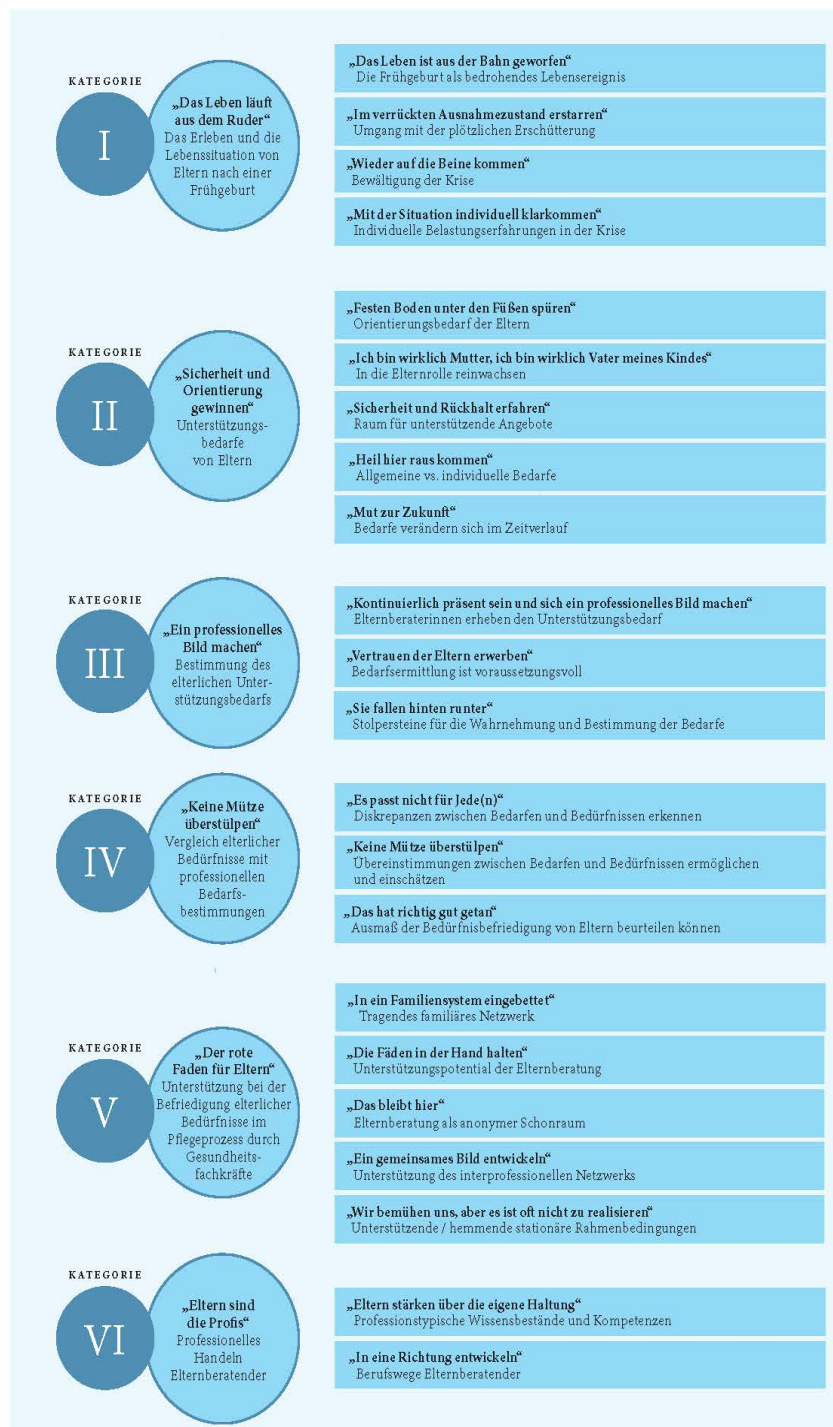 KATEGORIE
I
„Das Leben läuft
aus dem Ruder“
Das Erleben und die
Lebenssituation von
Eltern nach einer
Frühgeburt
„Das Leben ist aus der Bahn geworfen“
Die Frühgeburt als bedrohendes Lebensereignis
„Im verrückten Ausnahmezustand erstarren“
Umgang mit der plötzlichen Erschütterung
„Wieder auf die Beine kommen“
Bewältigung der Krise
„Mit der Situation individuell klarkommen“
Individuelle Belastungserfahrungen in der Krise
KATEGORIE
II
„Sicherheit und
Orientierung
gewinnen“
Unterstützungs-
bedarfe
von Eltern
„Festen Boden unter den Füßen spüren“
Orientierungsbedarf der Eltern
„Ich bin wirklich Mutter, ich bin wirklich Vater meines Kindes“
In die Elternrolle reinwachsen
„Sicherheit und Rückhalt erfahren“
Raum für unterstützende Angebote
„Heil hier raus kommen“
Allgemeine vs. individuelle Bedarfe
„Mut zur Zukunft“
Bedarfe verändern sich im Zeitverlauf
KATEGORIE
III
„Ein professionelles
Bild machen“
Bestimmung des
elterlichen Unter-
stützungsbedarfs
„Kontinuierlich präsent sein und sich ein professionelles Bild machen“
Elternberaterinnen erheben den Unterstützungsbedarf
„Vertrauen der Eltern erwerben“
Bedarfsermittlung ist voraussetzungsvoll
„Sie fallen hinten runter“
Stolpersteine für die Wahrnehmung und Bestimmung der Bedarfe
KATEGORIE
IV
„Keine Mütze
überstülpen“
Vergleich elterlicher
Bedürfnisse mit
professionellen
Bedarfs-
bestimmungen
„Es passt nicht für Jede(n)“
Diskrepanzen zwischen Bedarfen und Bedürfnissen erkennen
„Keine Mütze überstülpen“
Übereinstimmungen zwischen Bedarfen und Bedürfnissen ermöglichen
und einschätzen
„Das hat richtig gut getan“
Ausmaß der Bedürfnisbefriedigung von Eltern beurteilen können
KATEGORIE
V
„Der rote
Faden für Eltern“
Unterstützung bei der
Befriedigung elterlicher
Bedürfnisse im
Pflegeprozess durch
Gesundheits-
fachkräfte
„In ein Familiensystem eingebettet“
Tragendes familiäres Netzwerk
„Die Fäden in der Hand halten“
Unterstützungspotential der Elternberatung
„Das bleibt hier“
Elternberatung als anonymer Schonraum
„Ein gemeinsames Bild entwickeln“
Unterstützung des interprofessionellen Netzwerks
„Wir bemühen uns, aber es ist oft nicht zu realisieren“
Unterstützende / hemmende stationäre Rahmenbedingungen
KATEGORIE
VI
„Eltern sind
die Profis“
Professionelles
Handeln
Elternberatender
„Eltern stärken über die eigene Haltung“
Professionstypische Wissensbestände und Kompetenzen
„In eine Richtung entwickeln“
Berufswege Elternberatender